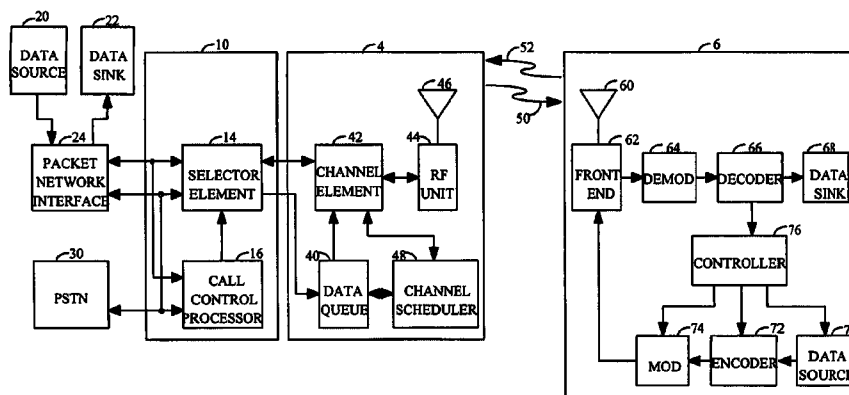 20
22
10
4
52
6
DATA
SOURCE
DATA
SINK
46
60
50
24
14
42
44
62
64
66
68
PACKET
NETWORK
INTERFACE
SELECTOR
ELEMENT
CHANNEL
ELEMENT
RF
UNIT
FRONT
END
DEMOD
DECODER
DATA
SINK
76
CONTROLLER
30
16
40
48
PSTN
CALL
CONTROL
PROCESSOR
DATA
QUEUE
CHANNEL
SCHEDULER
74
72
MOD
ENCODER
DATA
SOURCE